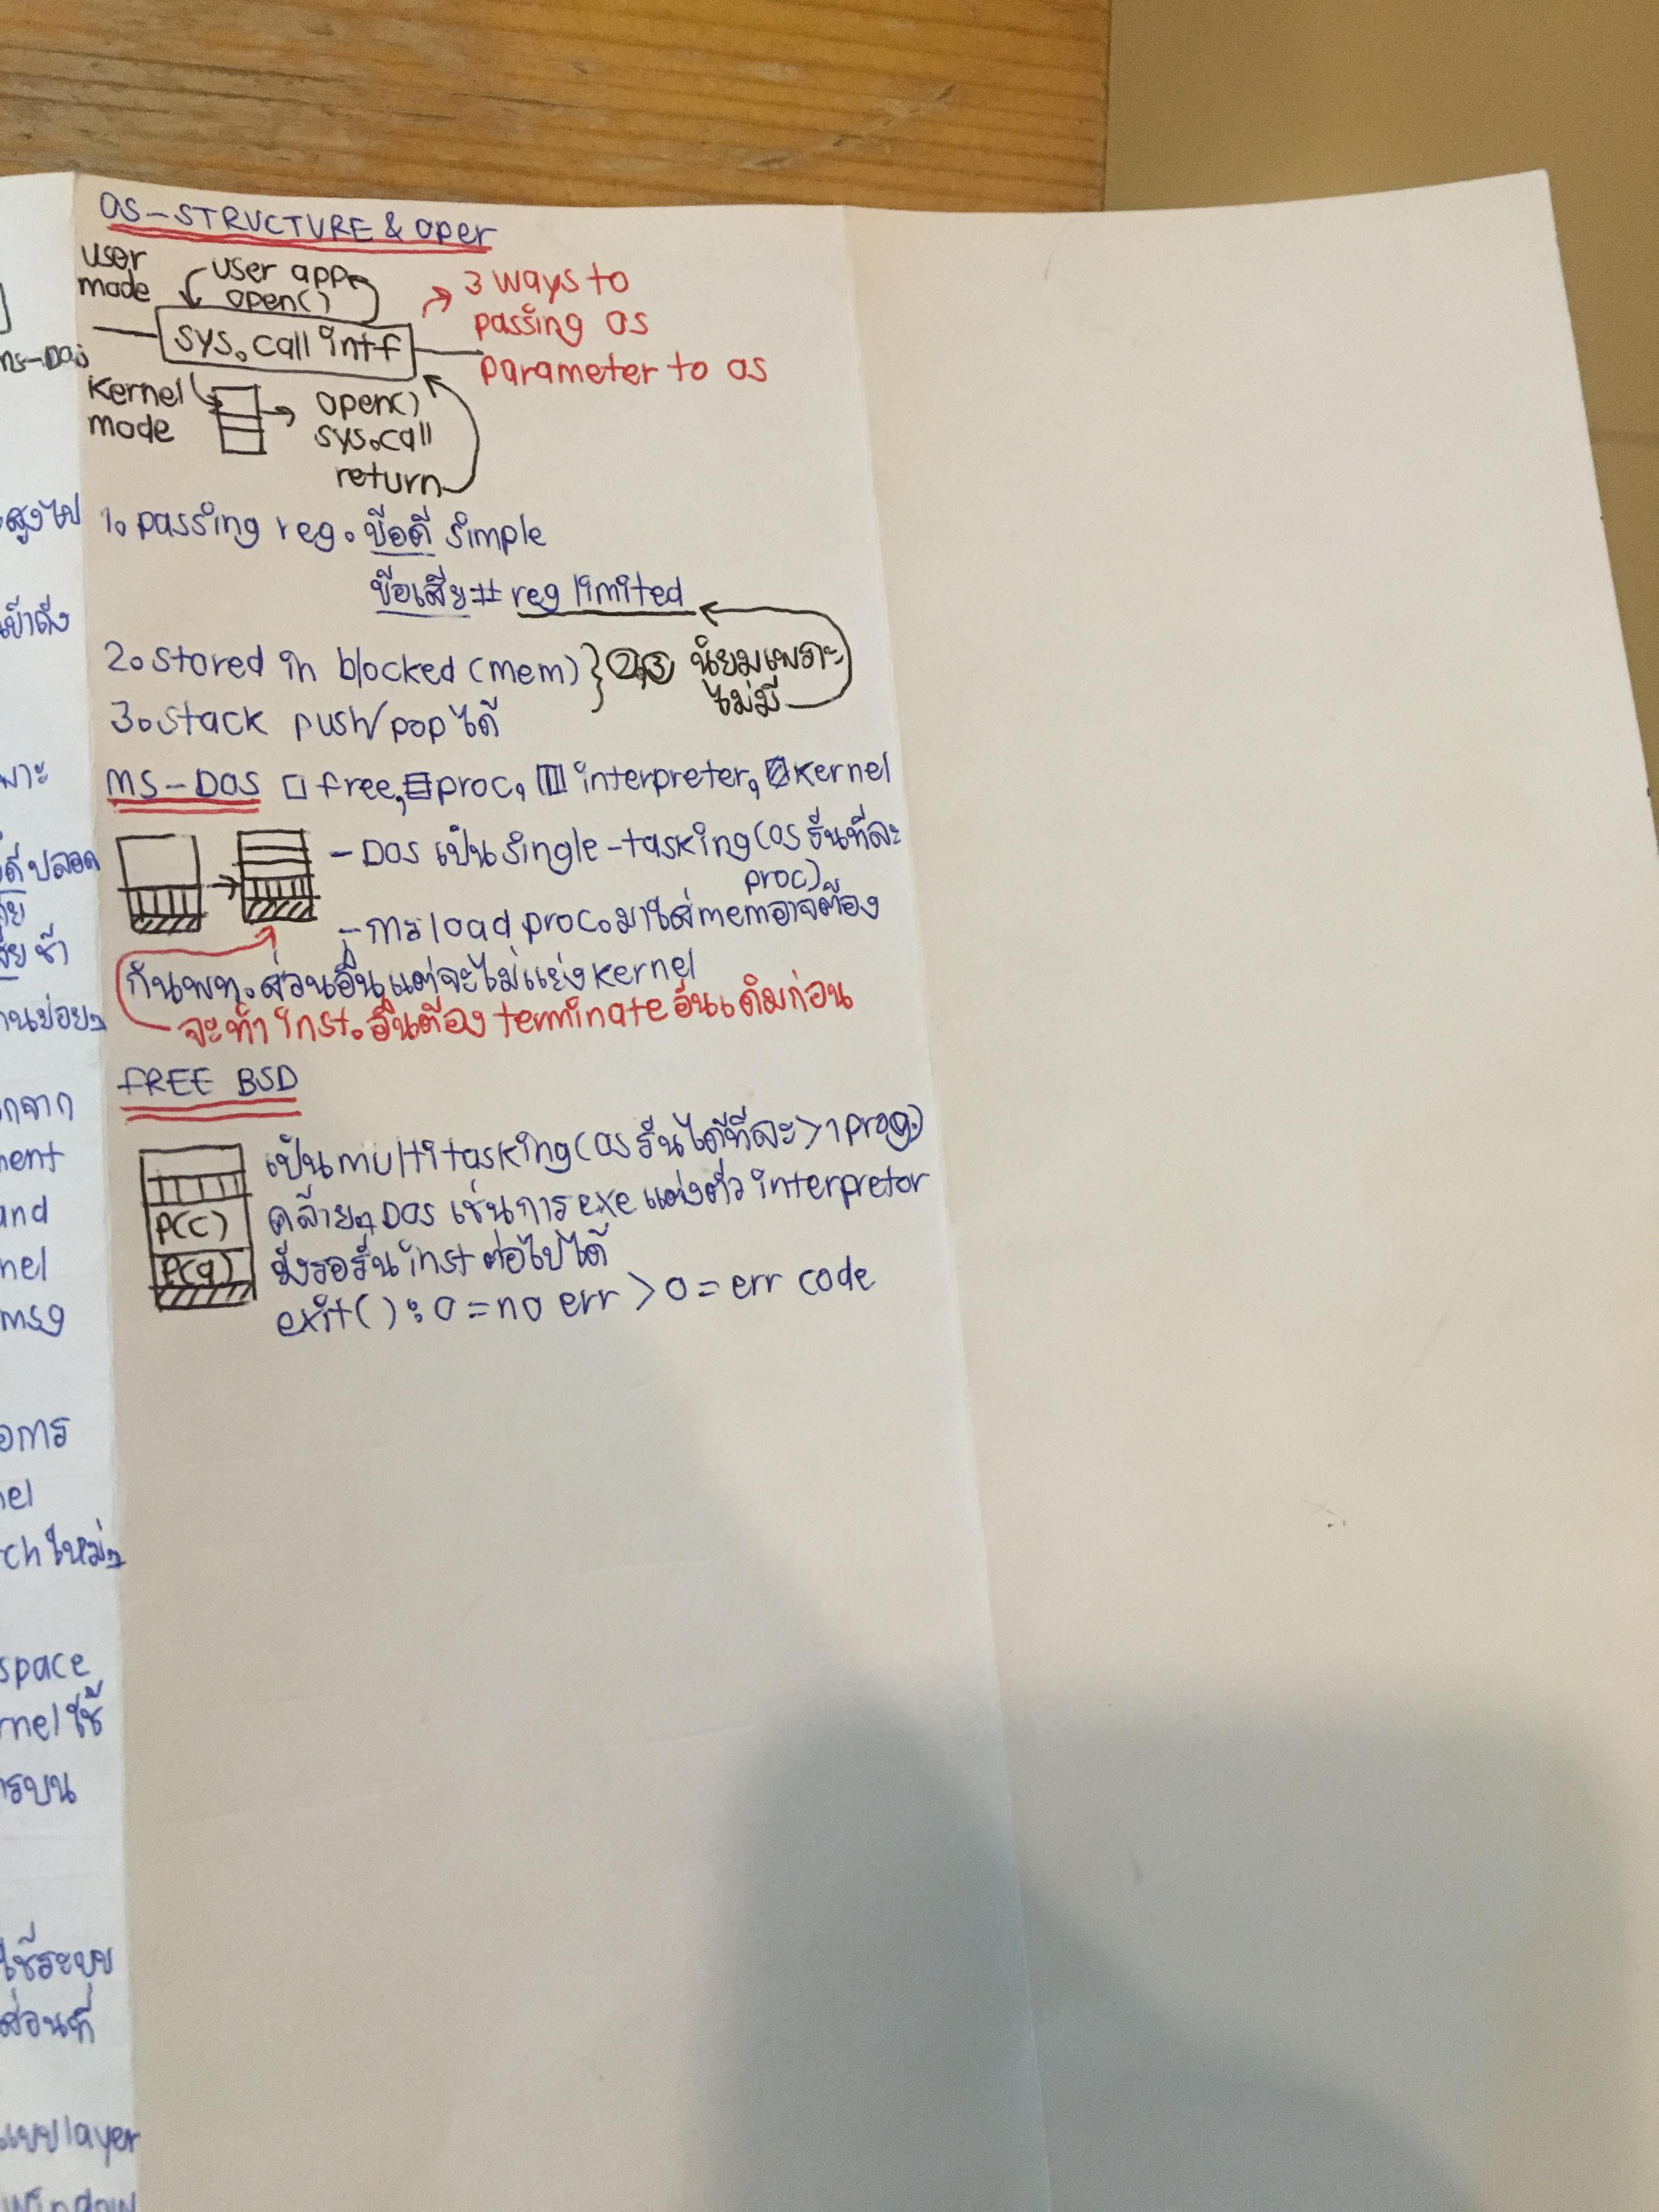 OS-STRUCTURE & oper
user mode
user app
open()
sys. call intf
3 ways to
passing os
parameter to os
kernel mode
open()
sys.call
return
1. passing reg. ข้อดี simple
ข้อเสีย # reg limited
2. stored in blocked (mem) } ②,③ นิยมเพราะ
ไม่มี
3. stack push/pop ได้
MS-DOS □ free, proc, interpreter, kernel
- DOS เป็น single-tasking (OS รันทีละ
proc)
- การ load proc. มาใส่ mem อาจต้อง
กินพท. ส่วนอื่น แต่จะไม่แย่ง kernel
จะทำ inst. อื่นต้อง terminate อันเดิมก่อน
FREE BSD
P(c)
P(a)
เป็น multitasking (OS รันได้ทีละ >1 prog.)
คล้ายๆ DOS เช่นการ exe แต่งตัว interpretor
ยังรอรัน inst ต่อไปได้
exit() : 0 = no err > 0 = err code
ms-DOS
สูงไป
เข้าถึง
พาะ
ดี ปลอด
ช้า
านย่อยๆ
กจาก
ment
and
nel
msg
อการ
nel
rch ใหม่ๆ
space
rnel ใช้
ารบน
ใช้ระบุข
ส่อนที่
แบบ layer
window